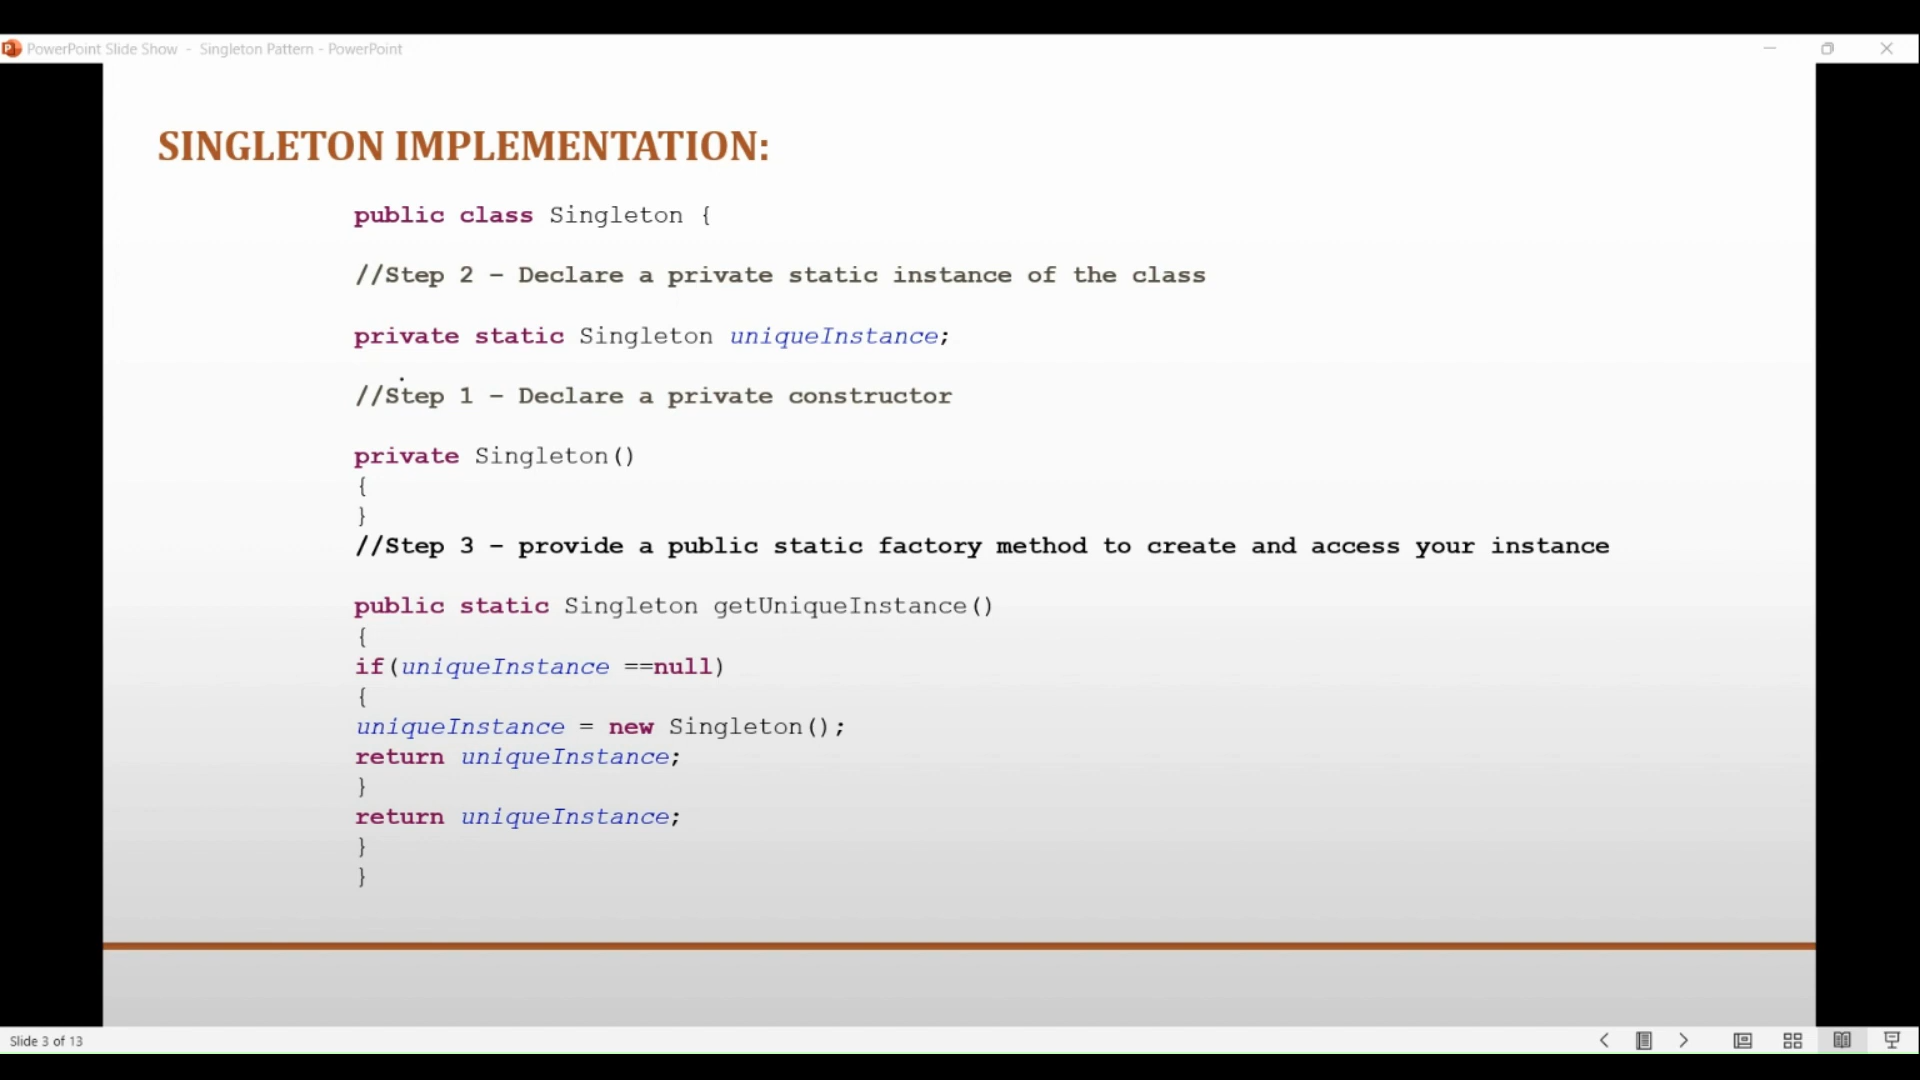 PowerPoint Slide Show - Singleton Pattern - PowerPoint
SINGLETON IMPLEMENTATION:
public class Singleton {
//Step 2 – Declare a private static instance of the class
private static Singleton uniqueInstance;
//Step 1 – Declare a private constructor
private Singleton()
{
}
//Step 3 – provide a public static factory method to create and access your instance
public static Singleton getUniqueInstance()
{
if(uniqueInstance ==null)
{
uniqueInstance = new Singleton();
return uniqueInstance;
}
return uniqueInstance;
}
}
Slide 3 of 13